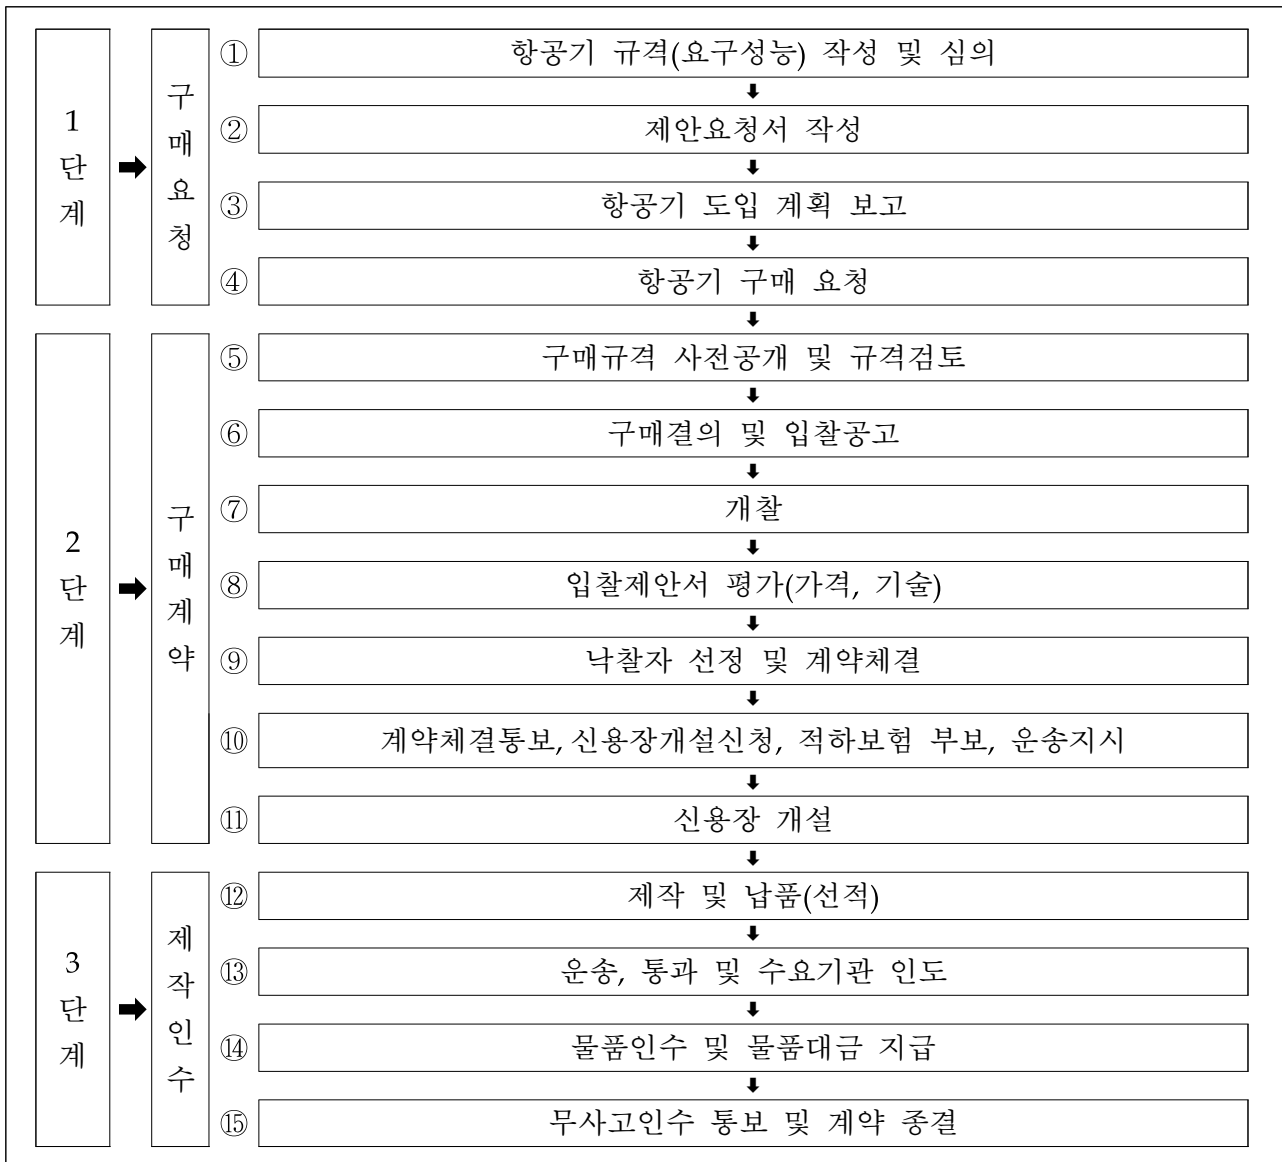 1단계
구매요청
① 항공기 규격(요구성능) 작성 및 심의
② 제안요청서 작성
③ 항공기 도입 계획 보고
④ 항공기 구매 요청
2단계
구매계약
⑤ 구매규격 사전공개 및 규격검토
⑥ 구매결의 및 입찰공고
⑦ 개찰
⑧ 입찰제안서 평가(가격, 기술)
⑨ 낙찰자 선정 및 계약체결
⑩ 계약체결통보, 신용장개설신청, 적하보험 부보, 운송지시
⑪ 신용장 개설
3단계
제작인수
⑫ 제작 및 납품(선적)
⑬ 운송, 통과 및 수요기관 인도
⑭ 물품인수 및 물품대금 지급
⑮ 무사고인수 통보 및 계약 종결